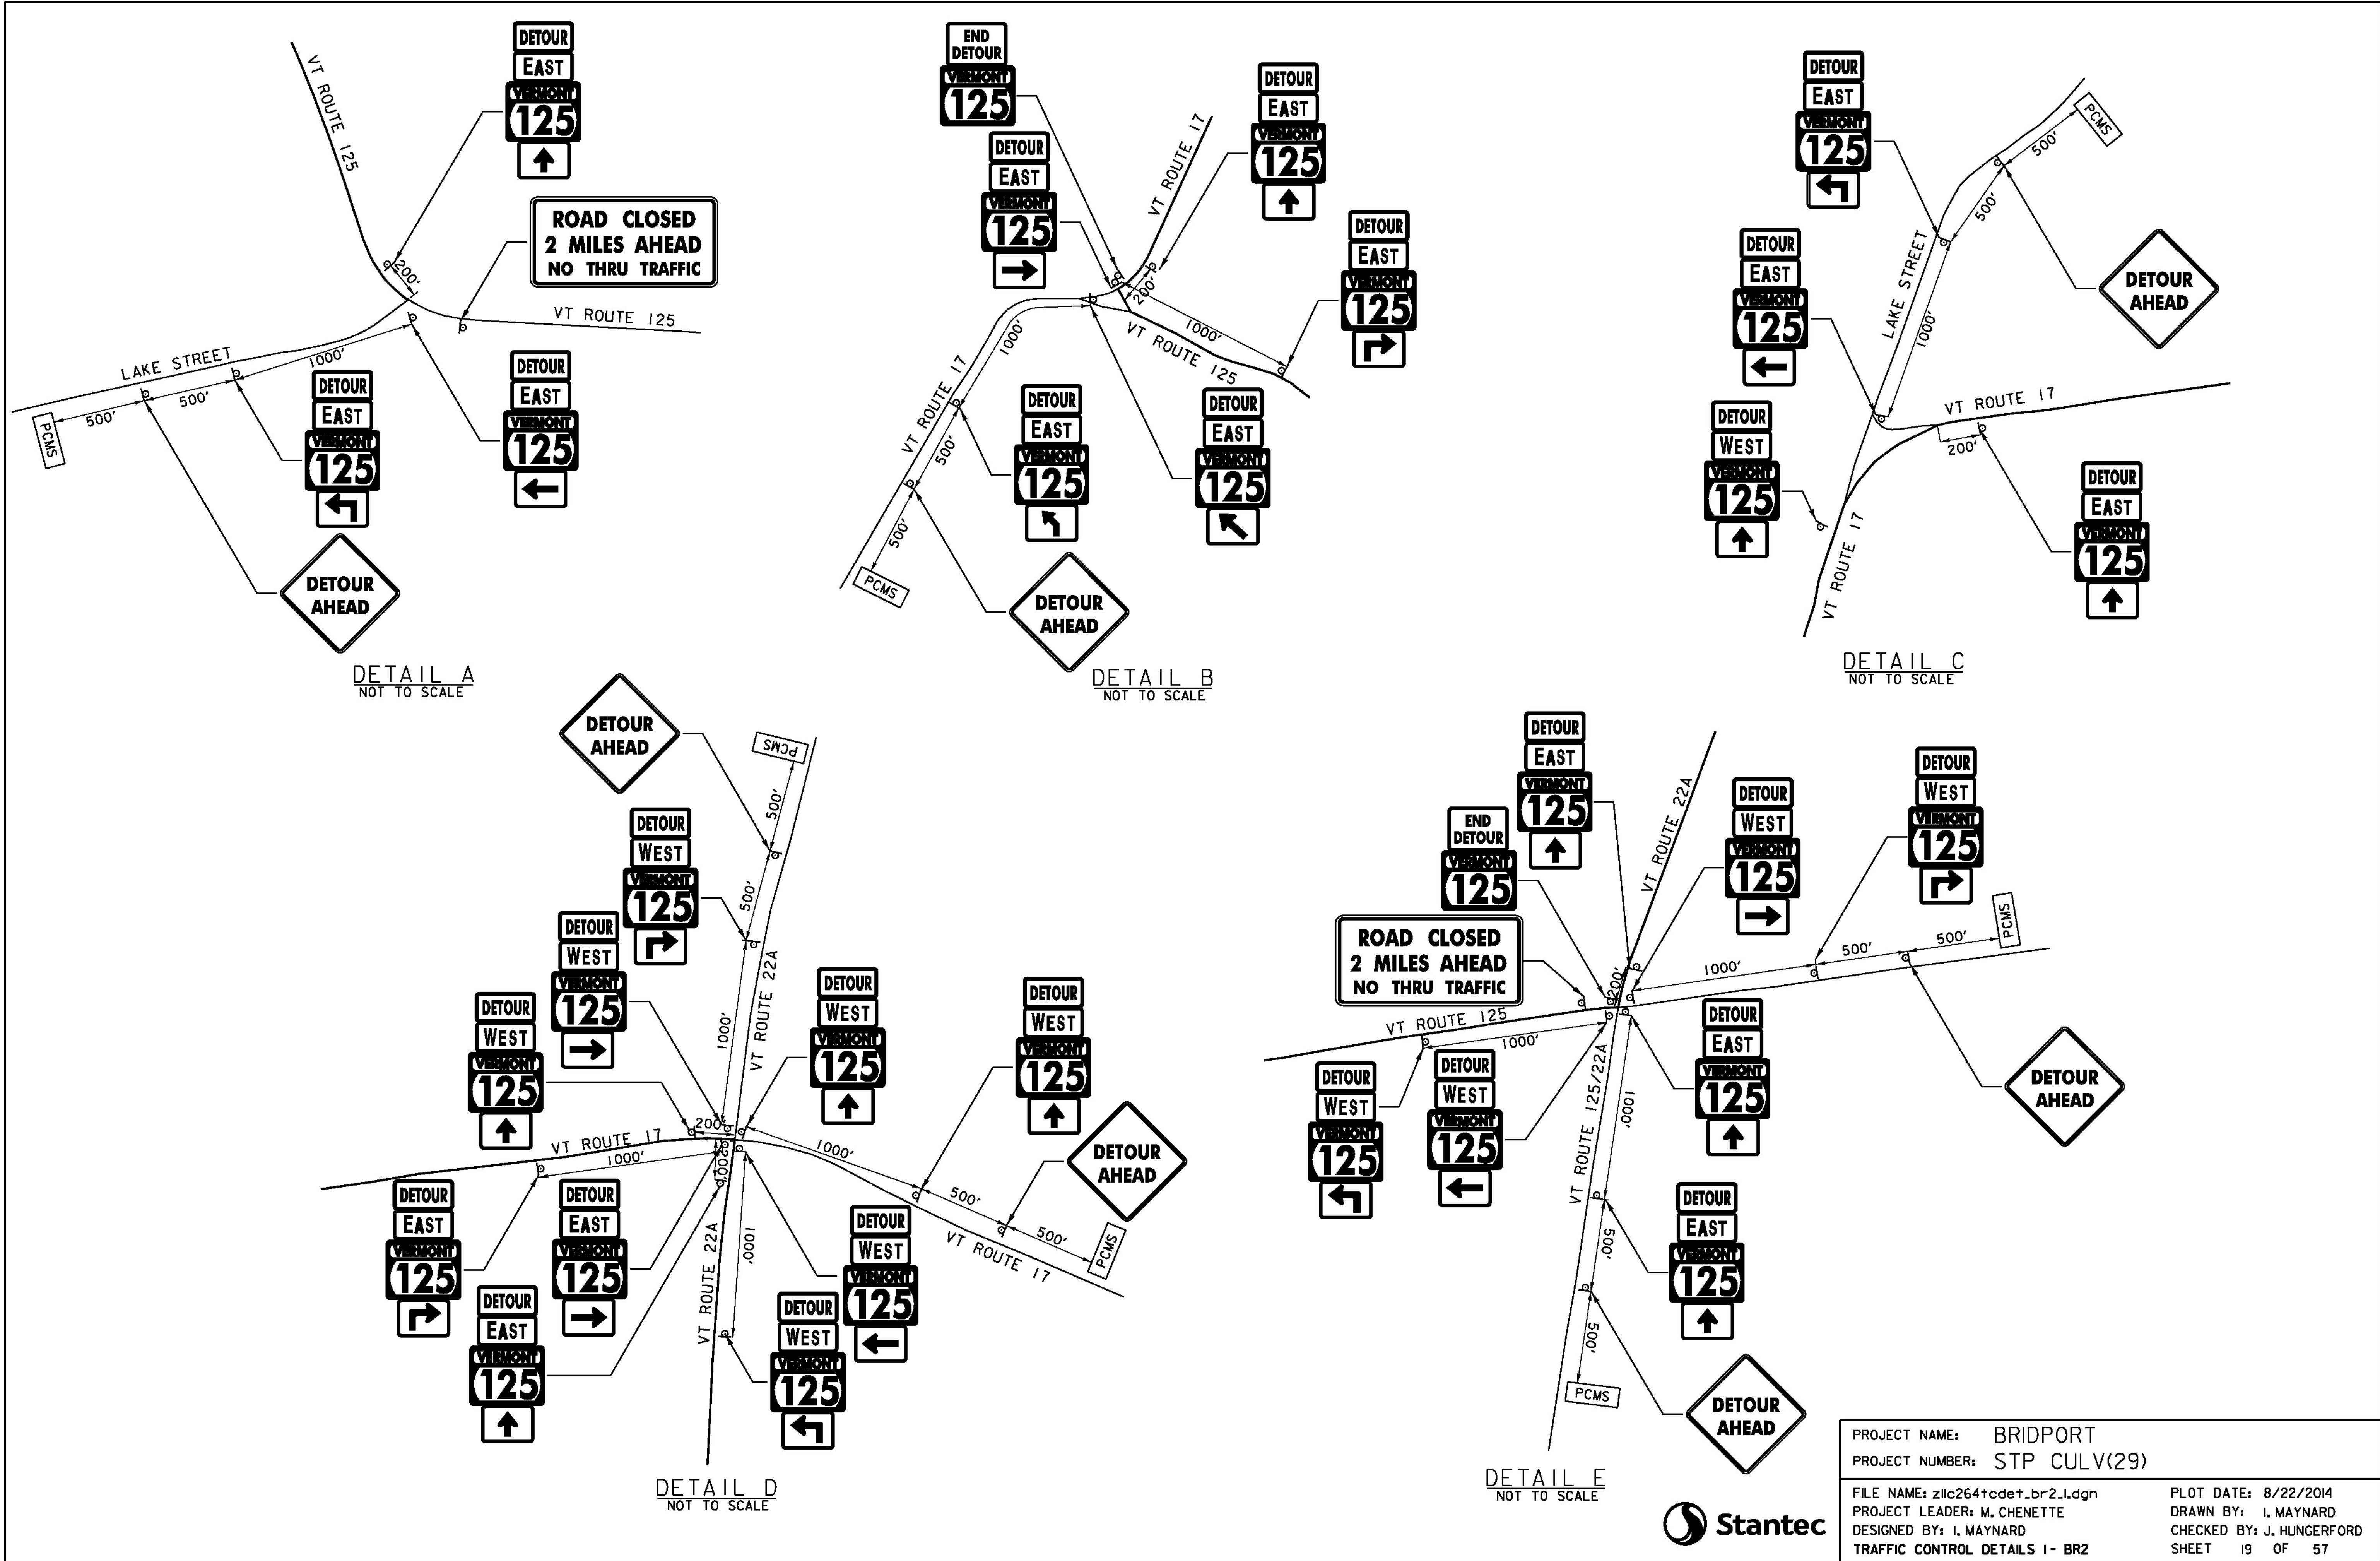 VT ROUTE 125
DETOUR
EAST
VERMONT
125
ROAD CLOSED
2 MILES AHEAD
NO THRU TRAFFIC
200'
VT ROUTE 125
LAKE STREET
1000'
500'
500'
PCMS
DETOUR
EAST
VERMONT
125
DETOUR
EAST
VERMONT
125
DETOUR
AHEAD
DETAIL A
NOT TO SCALE
END
DETOUR
VERMONT
125
DETOUR
EAST
VERMONT
125
DETOUR
EAST
VERMONT
125
DETOUR
EAST
VERMONT
125
VT ROUTE 17
200'
1000'
VT ROUTE 125
1000'
VT ROUTE 17
500'
500'
PCMS
DETOUR
EAST
VERMONT
125
DETOUR
EAST
VERMONT
125
DETOUR
AHEAD
DETAIL B
NOT TO SCALE
DETOUR
EAST
VERMONT
125
PCMS
500'
500'
LAKE STREET
1000'
DETOUR
AHEAD
DETOUR
EAST
VERMONT
125
VT ROUTE 17
200'
DETOUR
WEST
VERMONT
125
VT ROUTE 17
DETOUR
EAST
VERMONT
125
DETAIL C
NOT TO SCALE
DETOUR
AHEAD
PCMS
500'
500'
DETOUR
WEST
VERMONT
125
DETOUR
WEST
VERMONT
125
DETOUR
WEST
VERMONT
125
1000'
VT ROUTE 22A
DETOUR
WEST
VERMONT
125
DETOUR
WEST
VERMONT
125
DETOUR
AHEAD
VT ROUTE 17
200'
1000'
200'
1000'
500'
500'
PCMS
VT ROUTE 17
DETOUR
EAST
VERMONT
125
DETOUR
EAST
VERMONT
125
DETOUR
EAST
VERMONT
125
VT ROUTE 22A
1000'
DETOUR
WEST
VERMONT
125
DETOUR
WEST
VERMONT
125
DETAIL D
NOT TO SCALE
DETOUR
EAST
VERMONT
125
END
DETOUR
VERMONT
125
ROAD CLOSED
2 MILES AHEAD
NO THRU TRAFFIC
VT ROUTE 22A
DETOUR
WEST
VERMONT
125
DETOUR
WEST
VERMONT
125
PCMS
200'
1000'
500'
500'
VT ROUTE 125
1000'
DETOUR
WEST
VERMONT
125
DETOUR
WEST
VERMONT
125
VT ROUTE 125/22A
1000'
DETOUR
EAST
VERMONT
125
DETOUR
AHEAD
DETOUR
EAST
VERMONT
125
500'
500'
PCMS
DETOUR
AHEAD
DETAIL E
NOT TO SCALE
Stantec
PROJECT NAME: BRIDPORT
PROJECT NUMBER: STP CULV(29)
FILE NAME: z11c264tcdet_br2_1.dgn
PLOT DATE: 8/22/2014
PROJECT LEADER: M. CHENETTE
DRAWN BY: I. MAYNARD
DESIGNED BY: I. MAYNARD
CHECKED BY: J. HUNGERFORD
TRAFFIC CONTROL DETAILS 1- BR2
SHEET 19 OF 57